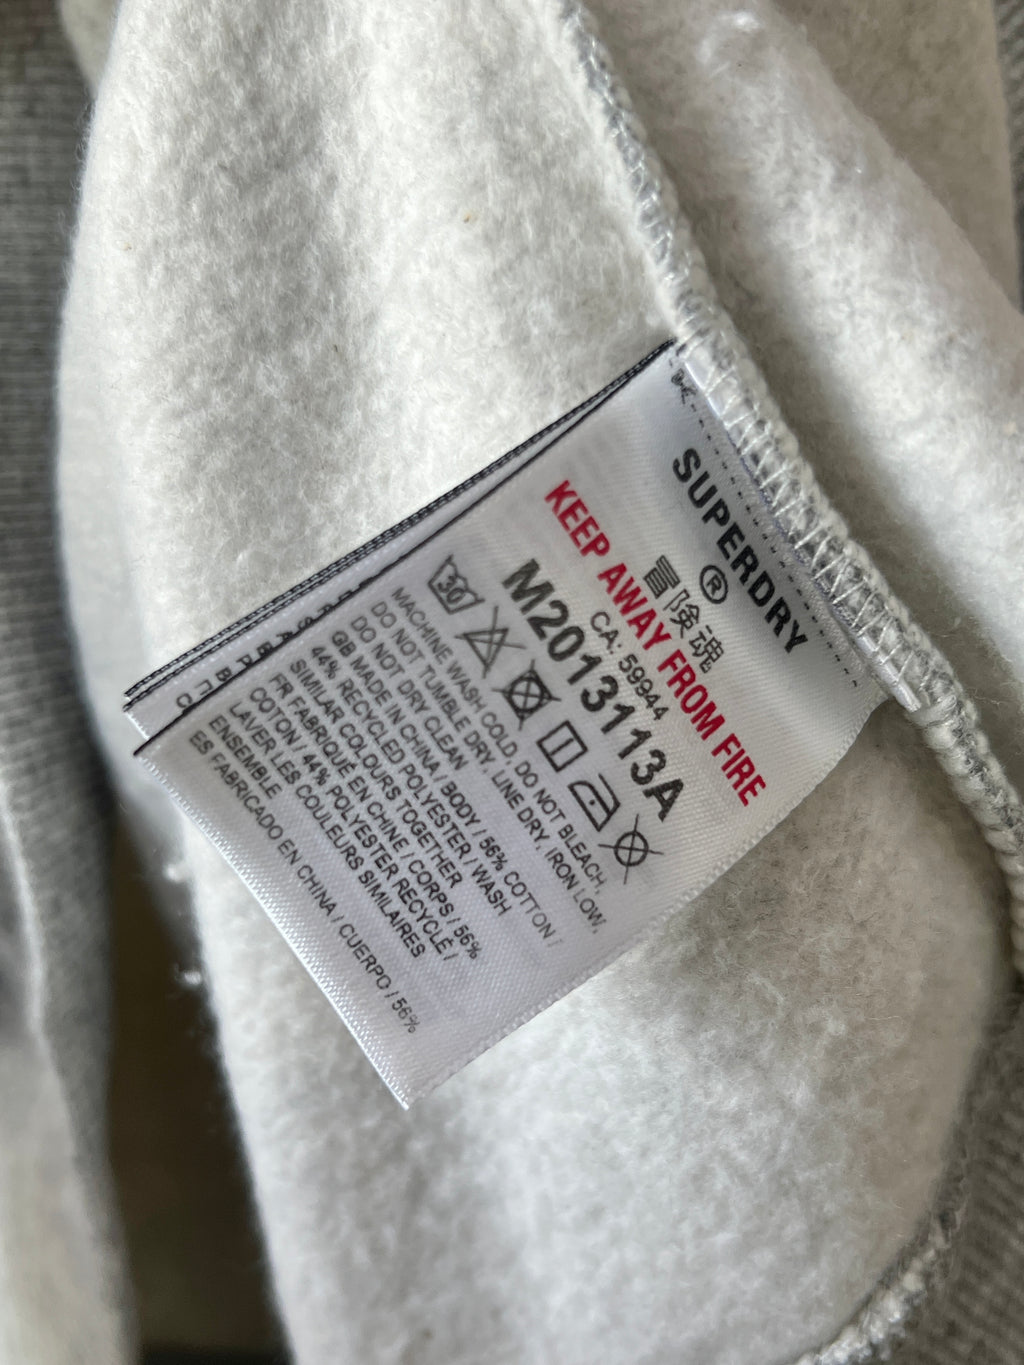 SUPERDRY
®
冒険魂
CA: 59944
KEEP AWAY FROM FIRE
M2013113A
30
MACHINE WASH COLD, DO NOT BLEACH,
DO NOT TUMBLE DRY, LINE DRY, IRON LOW,
DO NOT DRY CLEAN
GB MADE IN CHINA / BODY / 56% COTTON /
44% RECYCLED POLYESTER / WASH
SIMILAR COLOURS TOGETHER
FR FABRIQUÉ EN CHINE / CORPS / 56%
COTON / 44% POLYESTER RECYCLÉ /
LAVER LES COULEURS SIMILAIRES
ENSEMBLE
ES FABRICADO EN CHINA / CUERPO / 56%